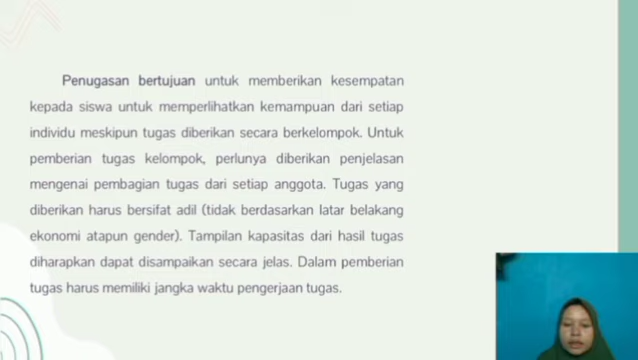 Penugasan bertujuan untuk memberikan kesempatan
kepada siswa untuk memperlihatkan kemampuan dari setiap
individu meskipun tugas diberikan secara berkelompok. Untuk
pemberian tugas kelompok, perlunya diberikan penjelasan
mengenai pembagian tugas dari setiap anggota. Tugas yang
diberikan harus bersifat adil (tidak berdasarkan latar belakang
ekonomi atapun gender). Tampilan kapasitas dari hasil tugas
diharapkan dapat disampaikan secara jelas. Dalam pemberian
tugas harus memiliki jangka waktu pengerjaan tugas.